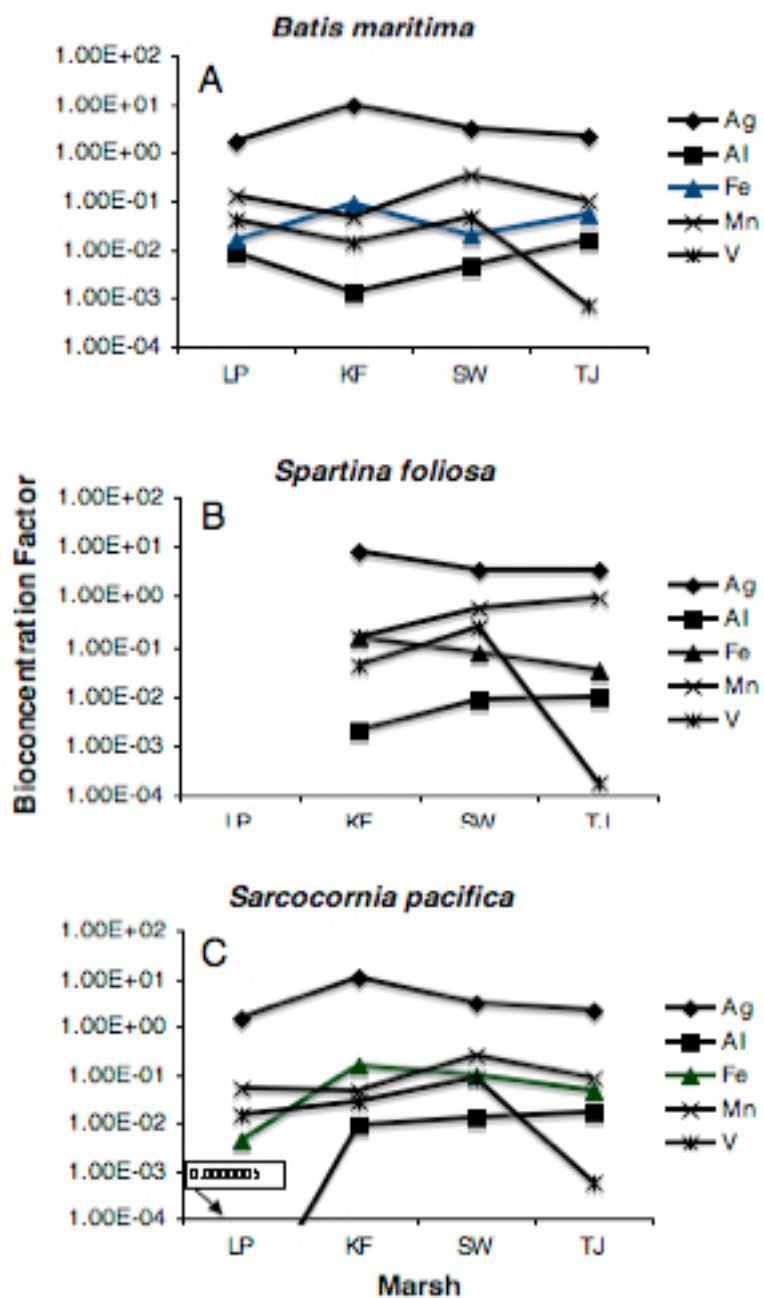 Batis maritima
A
1.00E+02
1.00E+01
1.00E+00
1.00E-01
1.00E-02
1.00E-03
1.00E-04
LP KF SW TJ
Ag
Al
Fe
Mn
V
Bioconcentration Factor
Spartina foliosa
B
1.00E+02
1.00E+01
1.00E+00
1.00E-01
1.00E-02
1.00E-03
1.00E-04
LP KF SW TJ
Ag
Al
Fe
Mn
V
Sarcocornia pacifica
C
1.00E+02
1.00E+01
1.00E+00
1.00E-01
1.00E-02
1.00E-03
1.00E-04
LP KF SW TJ
Ag
Al
Fe
Mn
V
Marsh